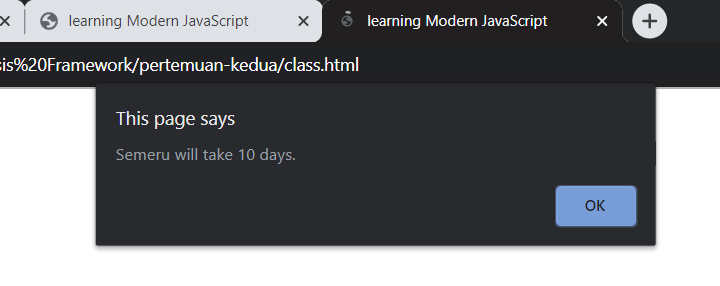 learning Modern JavaScript
learning Modern JavaScript
sis%20Framework/pertemuan-kedua/class.html
This page says
Semeru will take 10 days.
OK